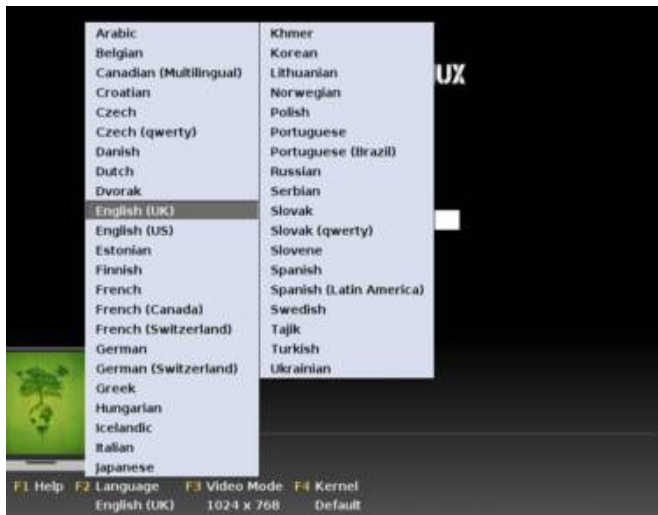 Arabic
Belgian
Canadian (Multilingual)
Croatian
Czech
Czech (qwerty)
Danish
Dutch
Dvorak
English (UK)
English (US)
Estonian
Finnish
French
French (Canada)
French (Switzerland)
German
German (Switzerland)
Greek
Hungarian
Icelandic
Italian
Japanese
Khmer
Korean
Lithuanian
Norwegian
Polish
Portuguese
Portuguese (Brazil)
Russian
Serbian
Slovak
Slovak (qwerty)
Slovene
Spanish
Spanish (Latin America)
Swedish
Tajik
Turkish
Ukrainian
UX
F1 Help F2 Language F3 Video Mode F4 Kernel
English (UK) 1024 x 768 Default